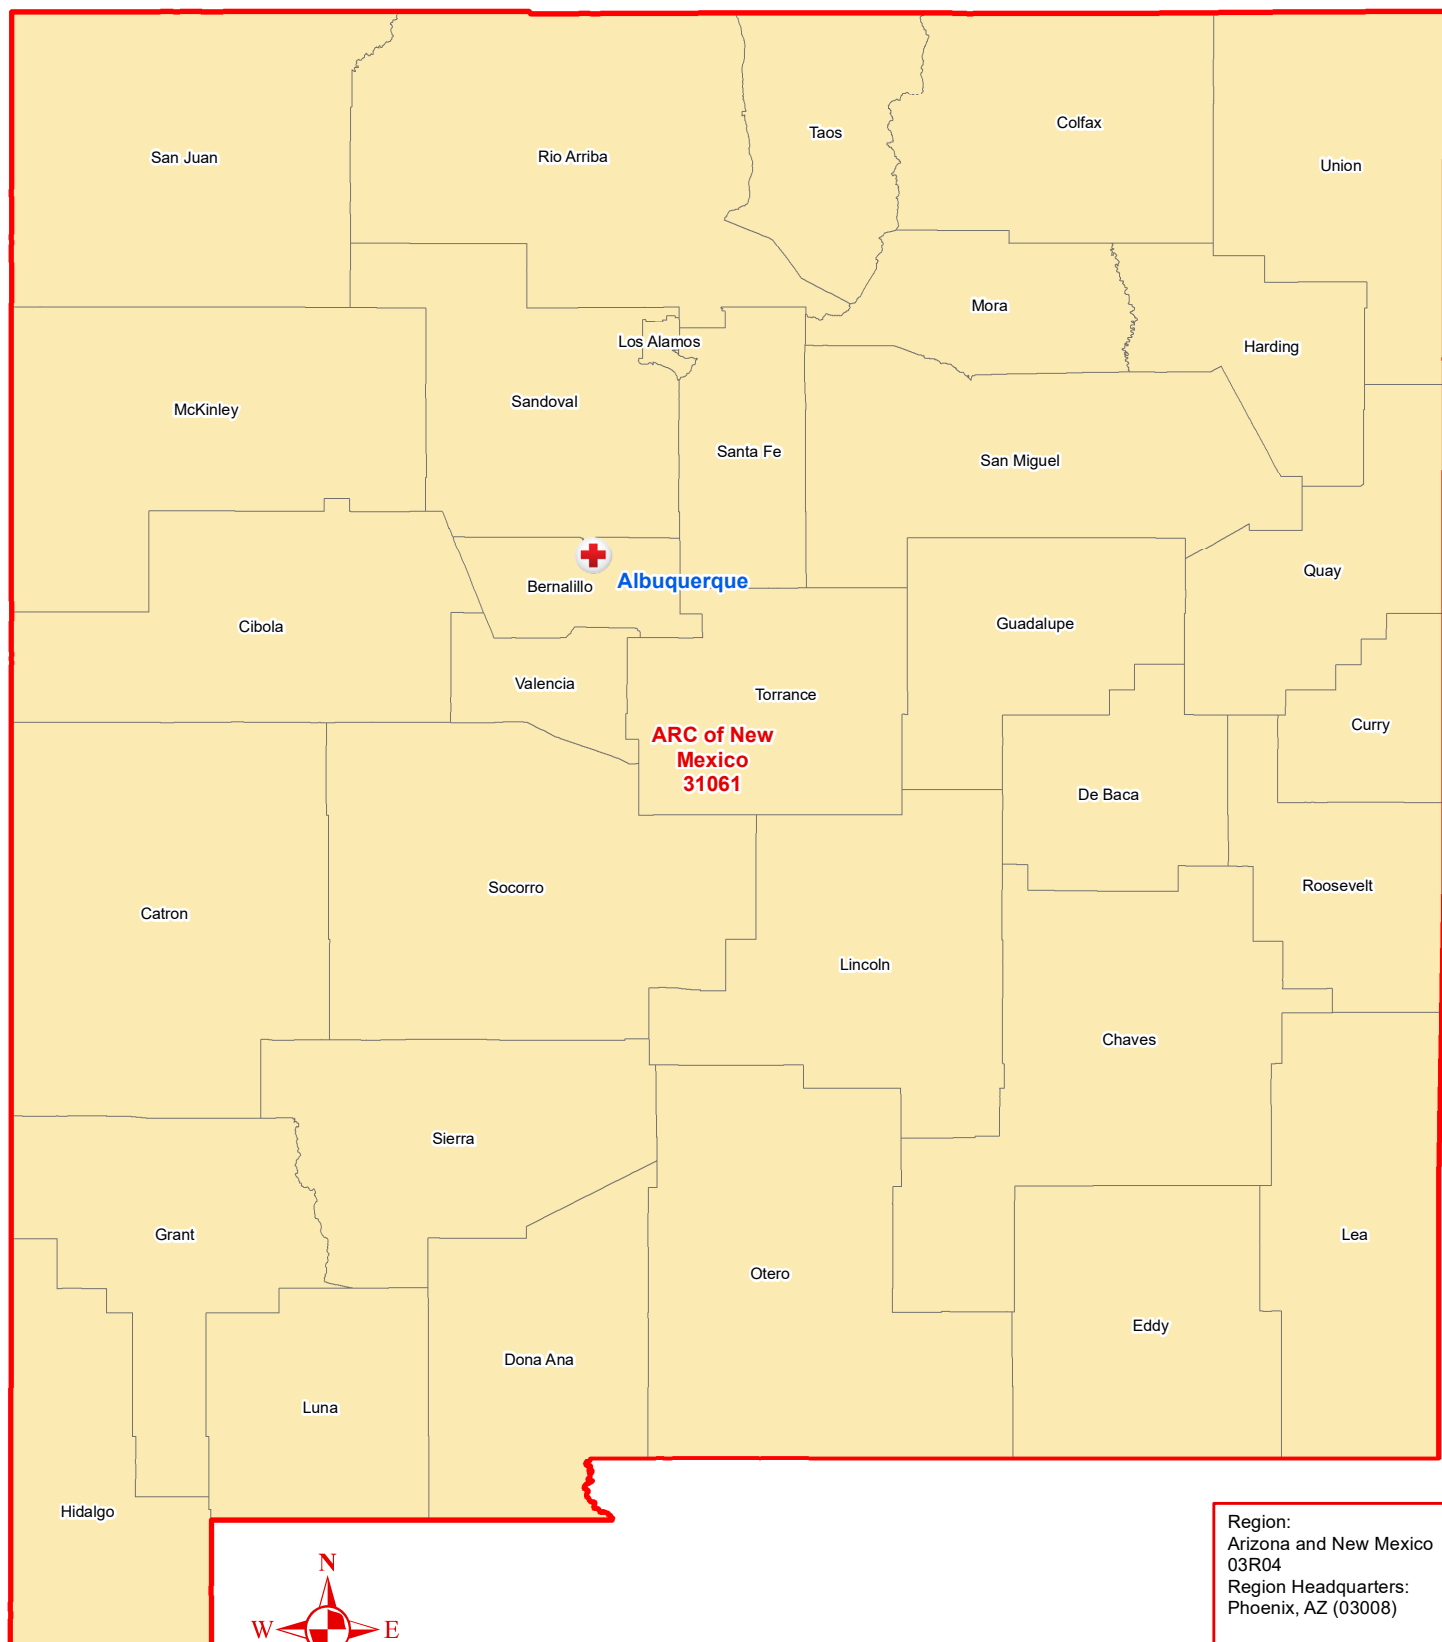 Taos
Colfax
San Juan
Rio Arriba
Union
Mora
Los Alamos
Harding
Sandoval
McKinley
Santa Fe
San Miguel
Quay
Albuquerque
Bernalillo
Guadalupe
Cibola
Valencia
Torrance
Curry
ARC of New
Mexico
31061
De Baca
Socorro
Roosevelt
Catron
Lincoln
Chaves
Sierra
Grant
Lea
Otero
Eddy
Dona Ana
Luna
Hidalgo
Region:
Arizona and New Mexico
03R04
Region Headquarters:
Phoenix, AZ (03008)
N
W E